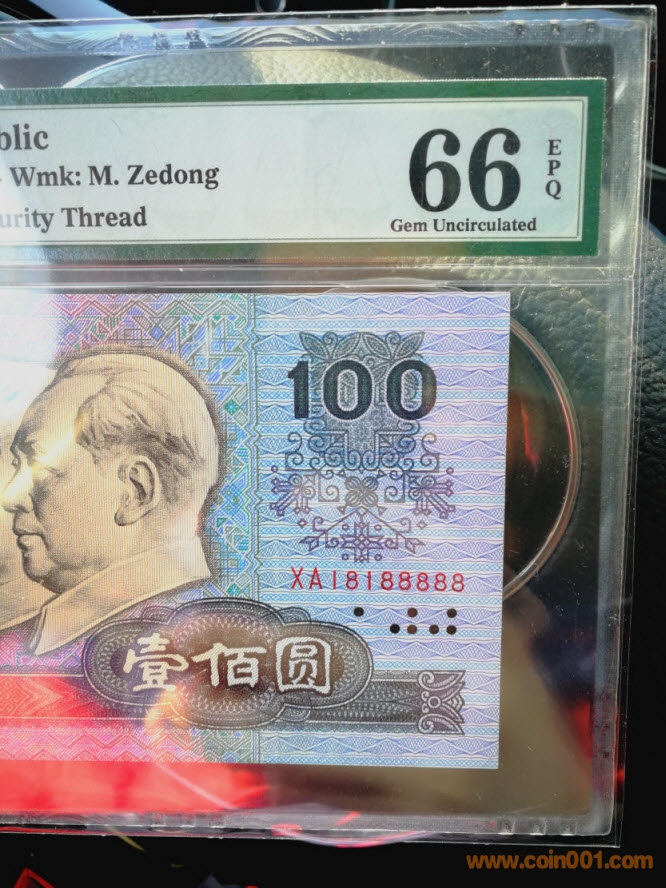 blic
Wmk: M. Zedong
urity Thread
66
EPQ
Gem Uncirculated
100
XA18188888
壹佰圆
www.coin001.com